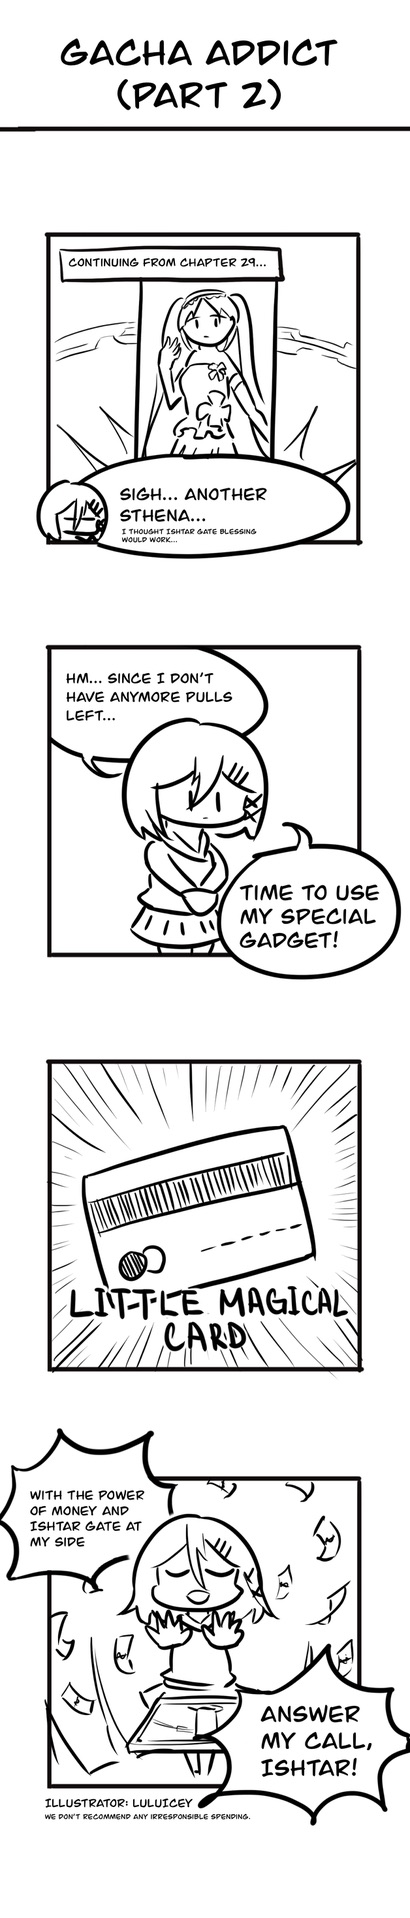 GACHA ADDICT
(PART 2)
CONTINUING FROM CHAPTER 29...
SIGH... ANOTHER
STHENA...
I THOUGHT ISHTAR GATE BLESSING
WOULD WORK...
HM... SINCE I DON'T
HAVE ANYMORE PULLS
LEFT...
TIME TO USE
MY SPECIAL
GADGET!
LITTLE MAGICAL
CARD
WITH THE POWER
OF MONEY AND
ISHTAR GATE AT
MY SIDE
ANSWER
MY CALL,
ISHTAR!
ILLUSTRATOR: LULUICEY
WE DON'T RECOMMEND ANY IRRESPONSIBLE SPENDING.